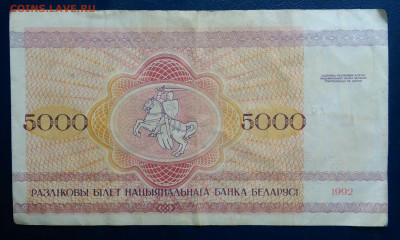 COINS.LAVE.RU
5000 5000
РАЗЛІКОВЫ БІЛЕТ НАЦЫЯНАЛЬНАГА БАНКА БЕЛАРУСІ 1992